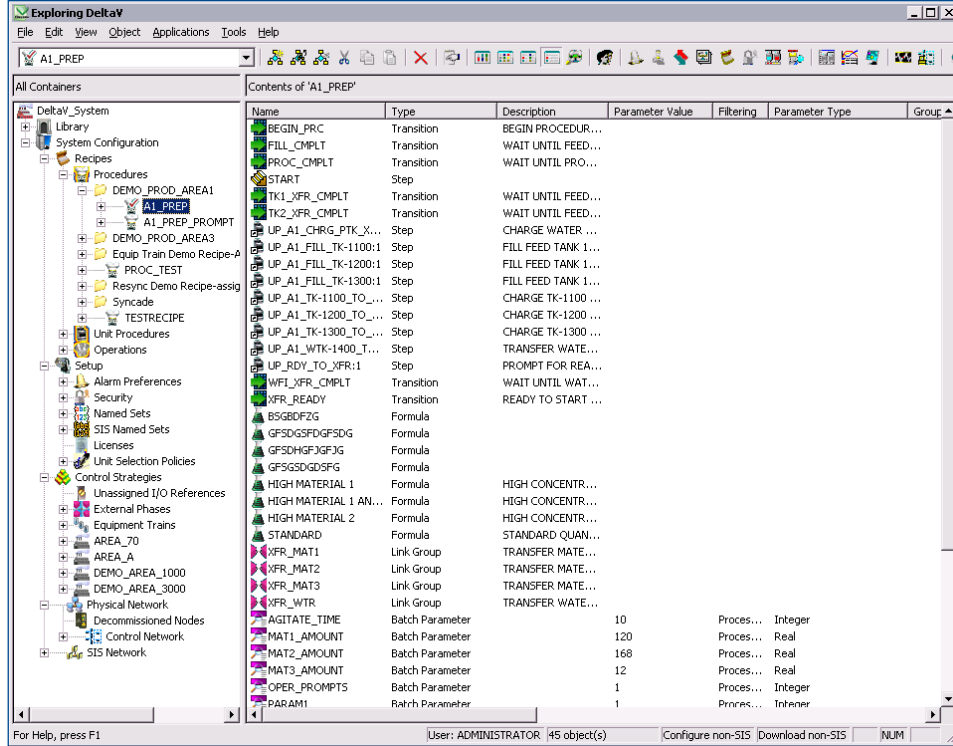 Exploring DeltaV
File Edit View Object Applications Tools Help
A1_PREP
All Containers
Contents of 'A1_PREP'
DeltaV_System
Library
System Configuration
Recipes
Procedures
DEMO_PROD_AREA1
A1_PREP
A1_PREP_PROMPT
DEMO_PROD_AREA3
Equip Train Demo Recipe-A
PROC_TEST
Resync Demo Recipe-assig
Syncade
TESTRECIPE
Unit Procedures
Operations
Setup
Alarm Preferences
Security
Named Sets
SIS Named Sets
Licenses
Unit Selection Policies
Control Strategies
Unassigned I/O References
External Phases
Equipment Trains
AREA_70
AREA_A
DEMO_AREA_1000
DEMO_AREA_3000
Physical Network
Decommissioned Nodes
Control Network
SIS Network
Name Type Description Parameter Value Filtering Parameter Type Group
BEGIN_PRC Transition BEGIN PROCEDUR...
FILL_CMPLT Transition WAIT UNTIL FEED...
PROC_CMPLT Transition WAIT UNTIL PRO...
START Step
TK1_XFR_CMPLT Transition WAIT UNTIL FEED...
TK2_XFR_CMPLT Transition WAIT UNTIL FEED...
UP_A1_CHRG_PTK_X... Step CHARGE WATER ...
UP_A1_FILL_TK-1100:1 Step FILL FEED TANK 1...
UP_A1_FILL_TK-1200:1 Step FILL FEED TANK 1...
UP_A1_FILL_TK-1300:1 Step FILL FEED TANK 1...
UP_A1_TK-1100_TO_... Step CHARGE TK-1100 ...
UP_A1_TK-1200_TO_... Step CHARGE TK-1200 ...
UP_A1_TK-1300_TO_... Step CHARGE TK-1300 ...
UP_A1_WTK-1400_T... Step TRANSFER WATE...
UP_RDY_TO_XFR:1 Step PROMPT FOR REA...
WFI_XFR_CMPLT Transition WAIT UNTIL WAT...
XFR_READY Transition READY TO START ...
BSGBDFZG Formula
GFSDGSFDGFSDG Formula
GFSDHGFJGFJG Formula
GFSGSDGDSFG Formula
HIGH MATERIAL 1 Formula HIGH CONCENTR...
HIGH MATERIAL 1 AN... Formula HIGH CONCENTR...
HIGH MATERIAL 2 Formula HIGH CONCENTR...
STANDARD Formula STANDARD QUAN...
XFR_MAT1 Link Group TRANSFER MATE...
XFR_MAT2 Link Group TRANSFER MATE...
XFR_MAT3 Link Group TRANSFER MATE...
XFR_WTR Link Group TRANSFER WATE...
AGITATE_TIME Batch Parameter 10 Proces... Integer
MAT1_AMOUNT Batch Parameter 120 Proces... Real
MAT2_AMOUNT Batch Parameter 168 Proces... Real
MAT3_AMOUNT Batch Parameter 12 Proces... Real
OPER_PROMPTS Batch Parameter 1 Proces... Integer
PARAM1 Batch Parameter 1 Proces... Integer
For Help, press F1 User: ADMINISTRATOR 45 object(s) Configure non-SIS Download non-SIS NUM